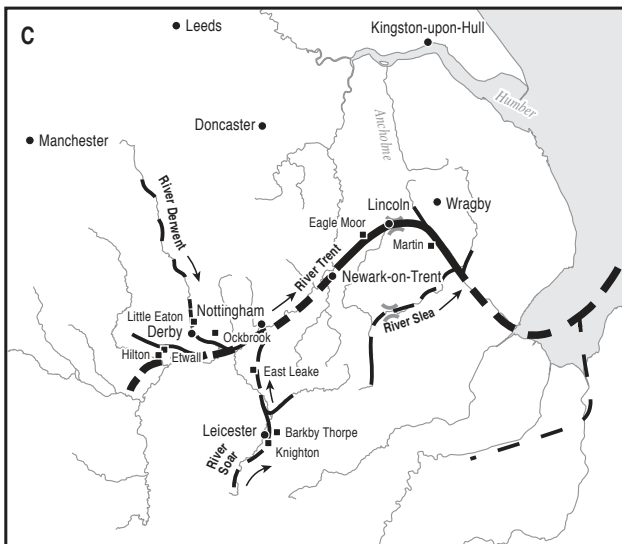 C
Leeds
Kingston-upon-Hull
Humber
Ancholme
Doncaster
Manchester
River Derwent
Lincoln
Wragby
Eagle Moor
Martin
River Trent
Newark-on-Trent
Little Eaton
Nottingham
Derby
Ockbrook
River Slea
Hilton
Etwall
East Leake
Leicester
Barkby Thorpe
Knighton
River
Soar